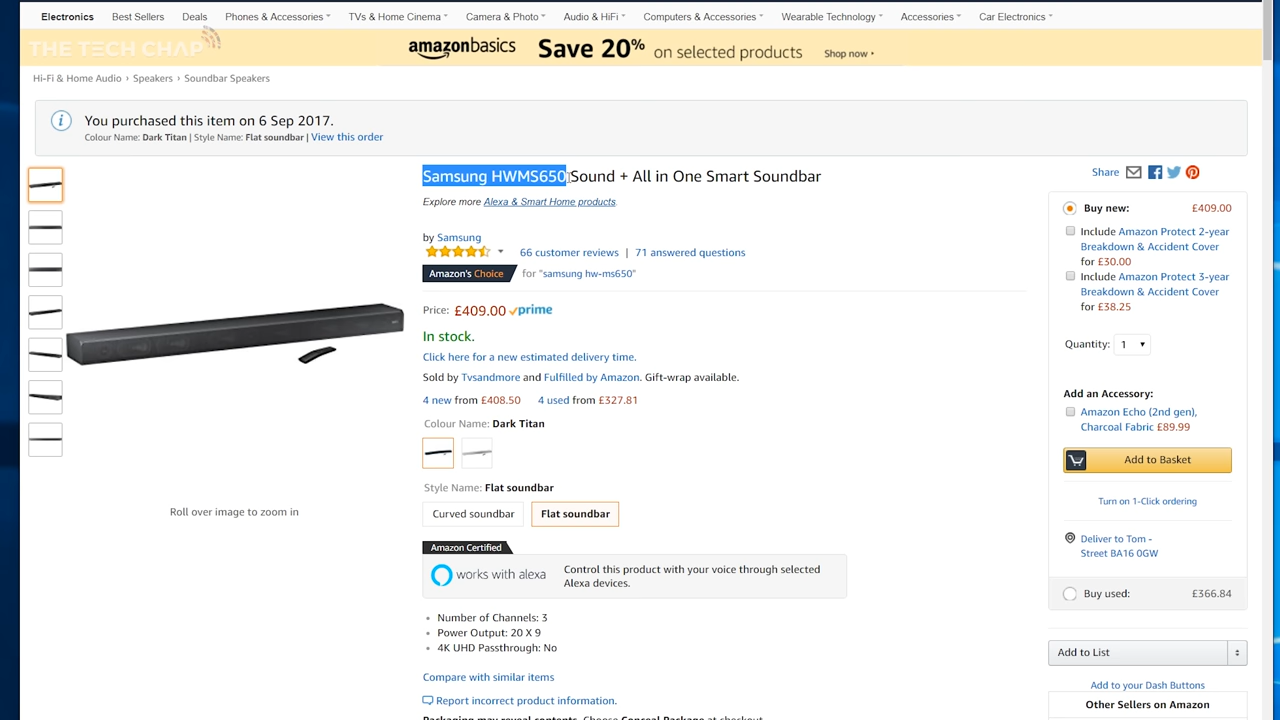 Electronics Best Sellers Deals Phones & Accessories TVs & Home Cinema Camera & Photo Audio & HiFi Computers & Accessories Wearable Technology Accessories Car Electronics
THE TECH CHAP
amazonbasics Save 20% on selected products Shop now
Hi-Fi & Home Audio › Speakers › Soundbar Speakers
You purchased this item on 6 Sep 2017.
Colour Name: Dark Titan | Style Name: Flat soundbar | View this order
Samsung HWMS650 Sound + All in One Smart Soundbar
Explore more Alexa & Smart Home products.
by Samsung
66 customer reviews | 71 answered questions
Amazon's Choice for "samsung hw-ms650"
Price: £409.00 prime
In stock.
Click here for a new estimated delivery time.
Sold by Tvsandmore and Fulfilled by Amazon. Gift-wrap available.
4 new from £408.50 4 used from £327.81
Colour Name: Dark Titan
Style Name: Flat soundbar
Curved soundbar Flat soundbar
Amazon Certified
works with alexa
Control this product with your voice through selected
Alexa devices.
Number of Channels: 3
Power Output: 20 X 9
4K UHD Passthrough: No
Compare with similar items
Report incorrect product information.
Packaging may reveal contents. Choose Conceal Package at checkout.
Roll over image to zoom in
Share
Buy new: £409.00
Include Amazon Protect 2-year
Breakdown & Accident Cover
for £30.00
Include Amazon Protect 3-year
Breakdown & Accident Cover
for £38.25
Quantity: 1
Add an Accessory:
Amazon Echo (2nd gen),
Charcoal Fabric £89.99
Add to Basket
Turn on 1-Click ordering
Deliver to Tom -
Street BA16 0GW
Buy used: £366.84
Add to List
Add to your Dash Buttons
Other Sellers on Amazon